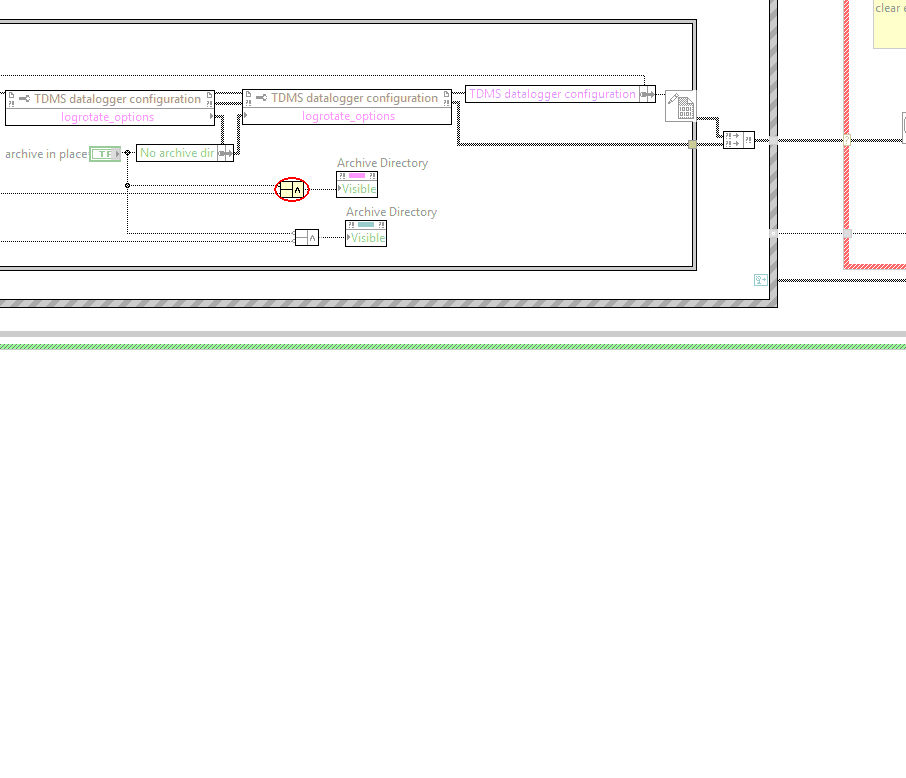 clear
TDMS datalogger configuration
logrotate_options
TDMS datalogger configuration
logrotate_options
TDMS datalogger configuration
archive in place
TF
No archive dir
Archive Directory
Visible
Archive Directory
Visible